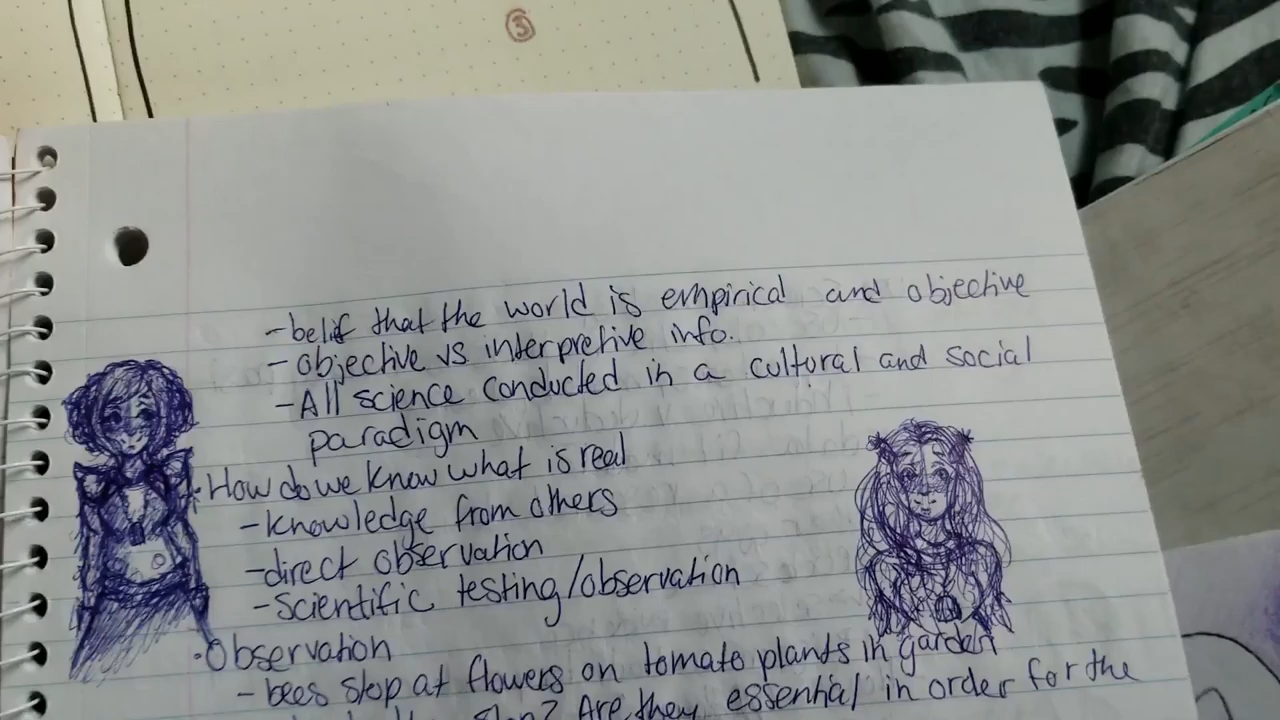 ③
-belif that the world is empirical and objective
-objective vs interpretive info.
-All science conducted in a cultural and social
paradigm
·How do we know what is real
-knowledge from others
-direct observation
-scientific testing/observation
·Observation
-bees stop at flowers on tomato plants in garden
stop? Are they essential in order for the